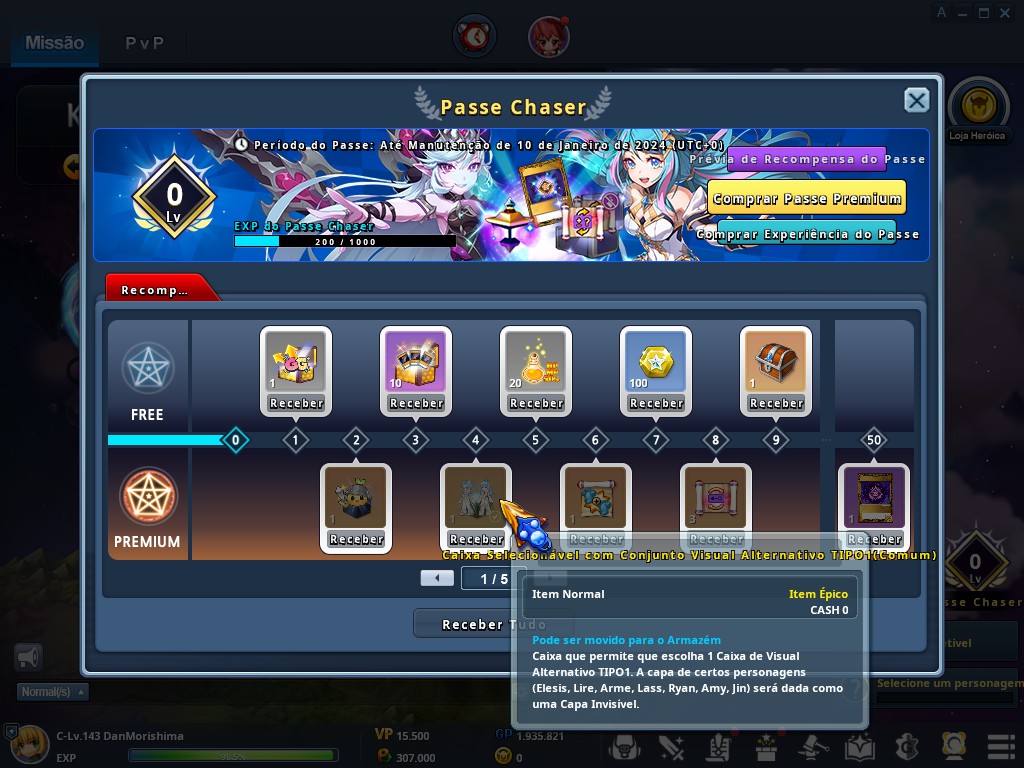 Missão
P v P
A
K
Loja Heróica
Passe Chaser
Período do Passe: Até Manutenção de 10 de Janeiro de 2024 (UTC+0)
Prévia de Recompensa do Passe
Comprar Passe Premium
Comprar Experiência do Passe
0
Lv
EXP do Passe Chaser
200 / 1000
Recomp...
FREE
1
Receber
10
Receber
20
Receber
100
Receber
1
Receber
0
1
2
3
4
5
6
7
8
9
50
PREMIUM
1
Receber
1
Receber
1
Receber
3
Receber
1
Receber
1 / 5
Receber Tudo
Caixa Selecionável com Conjunto Visual Alternativo TIPO1(Comum)
Item Normal
Item Épico
CASH 0
Pode ser movido para o Armazém
Caixa que permite que escolha 1 Caixa de Visual
Alternativo TIPO1. A capa de certos personagens
(Elesis, Lire, Arme, Lass, Ryan, Amy, Jin) será dada como
uma Capa Invisível.
0
Lv
sse Chaser
tível
Selecione um personagem
Normal(/s)
C-Lv.143 DanMorishima
EXP
VP 15.500
307.000
GP 1.935.821
0